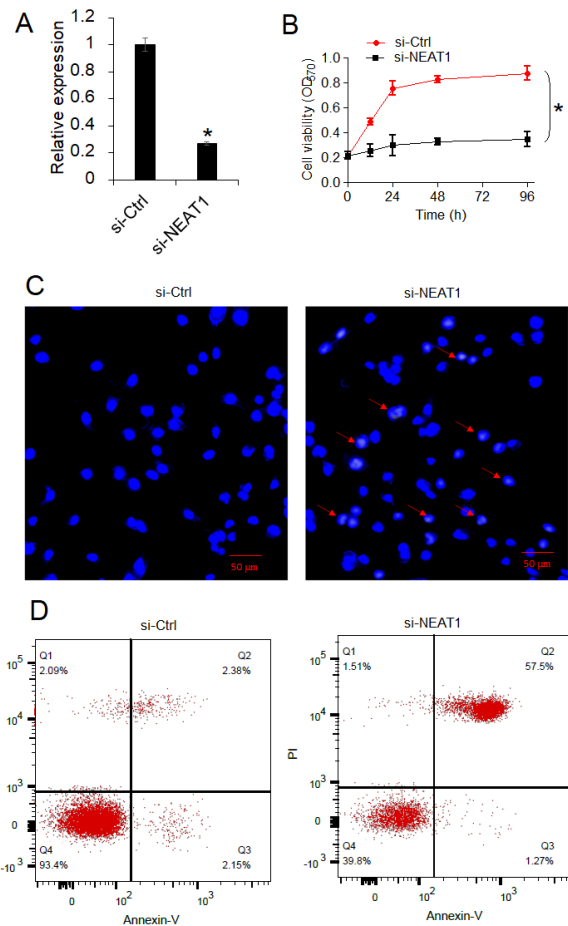 A
Relative expression
1.2
1
0.8
0.6
0.4
0.2
0
*
si-Ctrl
si-NEAT1
B
si-Ctrl
si-NEAT1
Cell viability (OD570)
1.0
0.8
0.6
0.4
0.2
0.0
*
0 24 48 72 96
Time (h)
C
si-Ctrl
si-NEAT1
50 μm
50 μm
D
si-Ctrl
Q1
2.09%
Q2
2.38%
10^5
10^4
10^3
0
-10^3
Q4
93.4%
Q3
2.15%
0 10^2 10^3
Annexin-V
si-NEAT1
PI
Q1
1.51%
Q2
57.5%
10^5
10^4
10^3
0
-10^3
Q4
39.8%
Q3
1.27%
0 10^2 10^3
Annexin-V